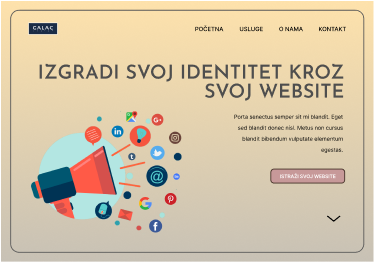 CALAC
POČETNA USLUGE O NAMA KONTAKT
IZGRADI SVOJ IDENTITET KROZ
SVOJ WEBSITE
Porta senectus semper sit mi blandit. Eget
sed blandit donec nisl. Metus non cursus
blandit bibendum vulputate elementum
egestas.
ISTRAŽI SVOJ WEBSITE